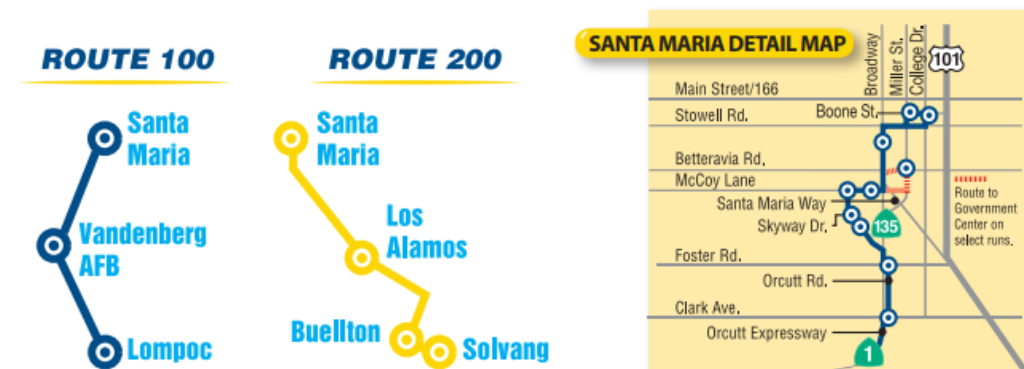 ROUTE 100
Santa
Maria
Vandenberg
AFB
Lompoc
ROUTE 200
Santa
Maria
Los
Alamos
Buellton
Solvang
SANTA MARIA DETAIL MAP
Broadway
Miller St.
College Dr.
101
Main Street/166
Stowell Rd.
Boone St.
Betteravia Rd.
McCoy Lane
Santa Maria Way
Skyway Dr.
135
Route to
Government
Center on
select runs.
Foster Rd.
Orcutt Rd.
Clark Ave.
Orcutt Expressway
1